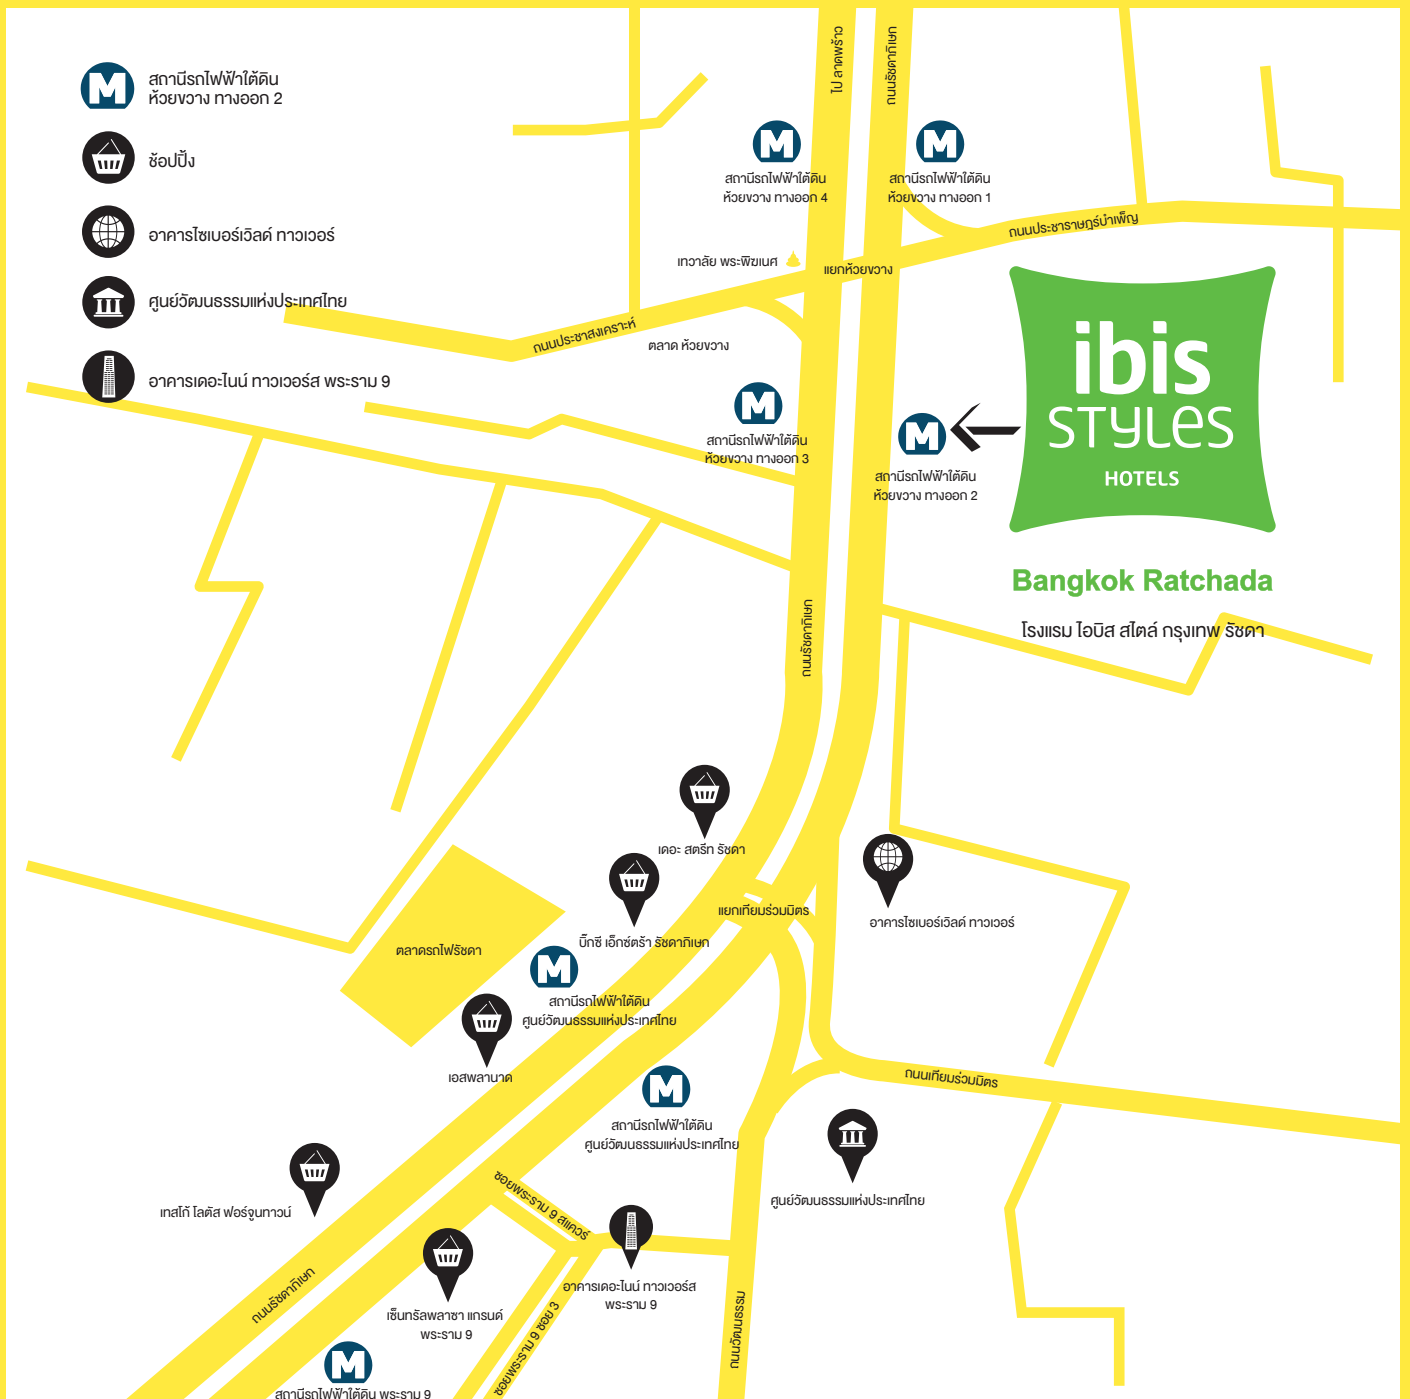 สถานีรถไฟฟ้าใต้ดิน
ห้วยขวาง ทางออก 2
ช้อปปิ้ง
อาคารไซเบอร์เวิลด์ ทาวเวอร์
ศูนย์วัฒนธรรมแห่งประเทศไทย
อาคารเดอะไนน์ ทาวเวอร์ส พระราม 9
ไป ลาดพร้าว
ถนนรัชดาภิเษก
สถานีรถไฟฟ้าใต้ดิน
ห้วยขวาง ทางออก 4
สถานีรถไฟฟ้าใต้ดิน
ห้วยขวาง ทางออก 1
ถนนประชาราษฎร์บำเพ็ญ
เทวาลัย พระพิฆเนศ
แยกห้วยขวาง
ถนนประชาสงเคราะห์
ตลาด ห้วยขวาง
ibis
STYLES
HOTELS
สถานีรถไฟฟ้าใต้ดิน
ห้วยขวาง ทางออก 3
สถานีรถไฟฟ้าใต้ดิน
ห้วยขวาง ทางออก 2
Bangkok Ratchada
โรงแรม ไอบิส สไตล์ กรุงเทพ รัชดา
ถนนรัชดาภิเษก
เดอะ สตรีท รัชดา
แยกเทียมร่วมมิตร
อาคารไซเบอร์เวิลด์ ทาวเวอร์
บิ๊กซี เอ็กซ์ตร้า รัชดาภิเษก
ตลาดรถไฟรัชดา
สถานีรถไฟฟ้าใต้ดิน
ศูนย์วัฒนธรรมแห่งประเทศไทย
เอสพลานาด
ถนนเทียมร่วมมิตร
สถานีรถไฟฟ้าใต้ดิน
ศูนย์วัฒนธรรมแห่งประเทศไทย
ศูนย์วัฒนธรรมแห่งประเทศไทย
ซอยพระราม 9 สแควร์
เทสโก้ โลตัส ฟอร์จูนทาวน์
อาคารเดอะไนน์ ทาวเวอร์ส
พระราม 9
ถนนรัชดาภิเษก
เซ็นทรัลพลาซา แกรนด์
พระราม 9
ซอยพระราม 9 ซอย 3
ถนนวัฒนธรรม
สถานีรถไฟฟ้าใต้ดิน พระราม 9